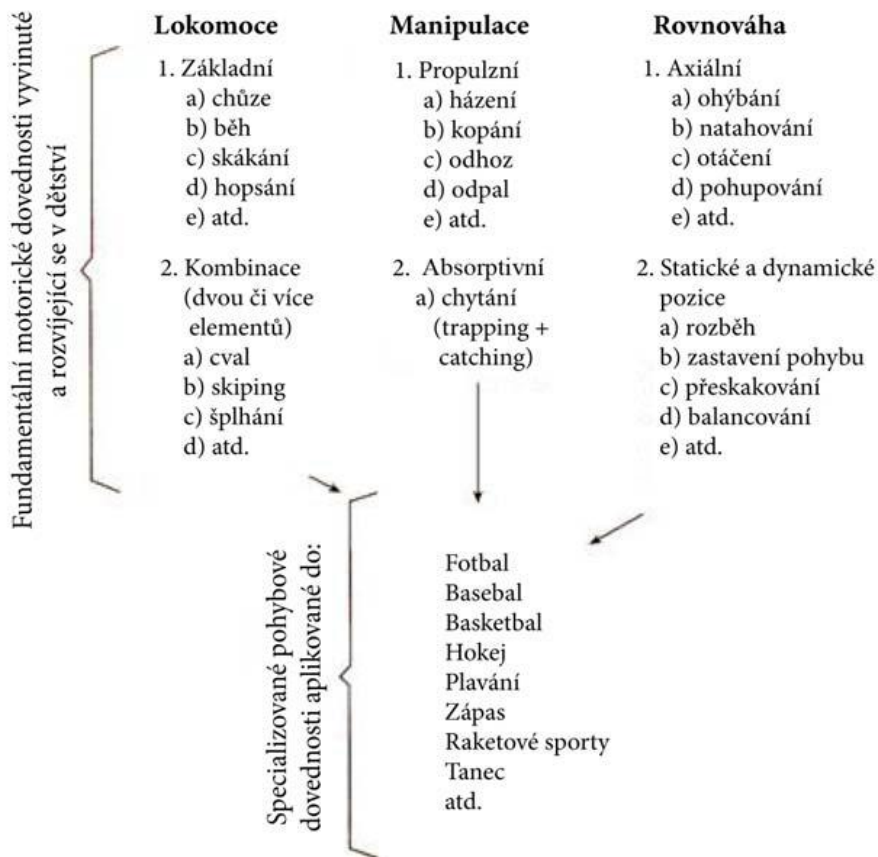 Fundamentální motorické dovednosti vyvinuté
a rozvíjející se v dětství
Lokomoce
1. Základní
a) chůze
b) běh
c) skákání
d) hopsání
e) atd.
2. Kombinace
(dvou či více
elementů)
a) cval
b) skiping
c) šplhání
d) atd.
Manipulace
1. Propulzní
a) házení
b) kopání
c) odhoz
d) odpal
e) atd.
2. Absorptivní
a) chytání
(trapping +
catching)
Rovnováha
1. Axiální
a) ohýbání
b) natahování
c) otáčení
d) pohupování
e) atd.
2. Statické a dynamické
pozice
a) rozběh
b) zastavení pohybu
c) přeskakování
d) balancování
e) atd.
Specializované pohybové
dovednosti aplikované do:
Fotbal
Basebal
Basketbal
Hokej
Plavání
Zápas
Raketové sporty
Tanec
atd.